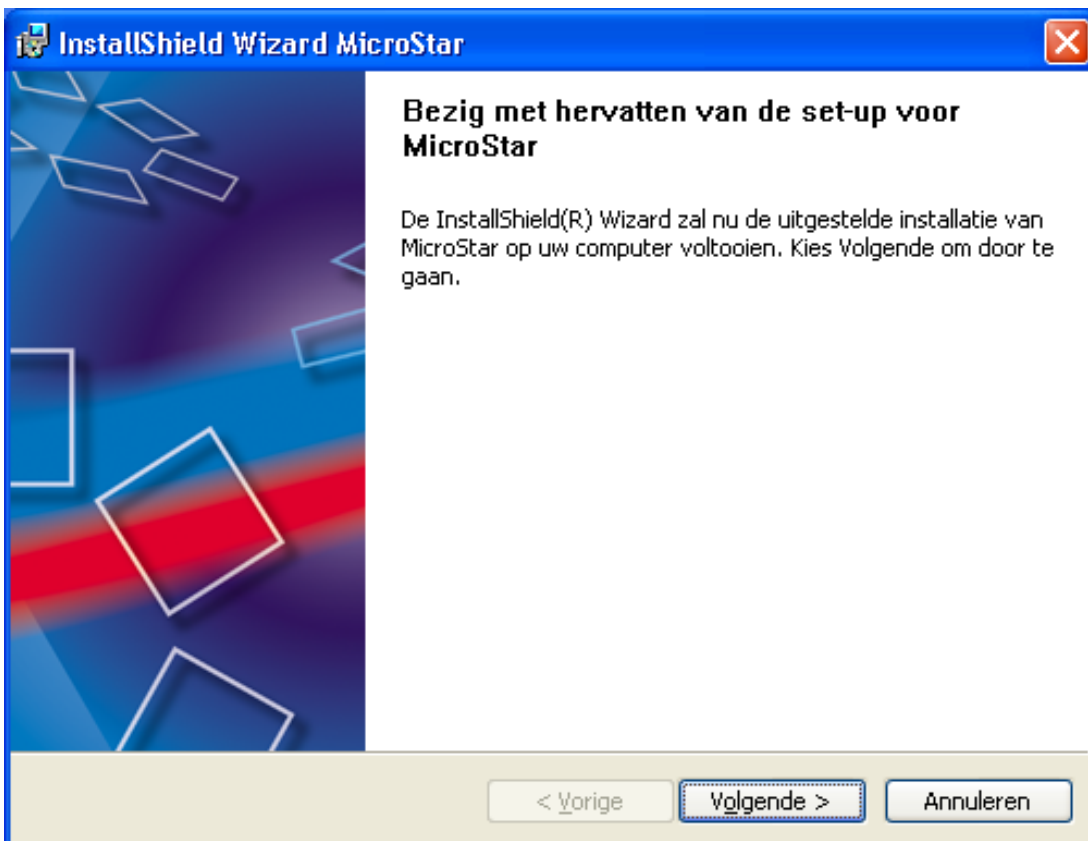 InstallShield Wizard MicroStar
Bezig met hervatten van de set-up voor
MicroStar
De InstallShield(R) Wizard zal nu de uitgestelde installatie van
MicroStar op uw computer voltooien. Kies Volgende om door te
gaan.
< Vorige
Volgende >
Annuleren